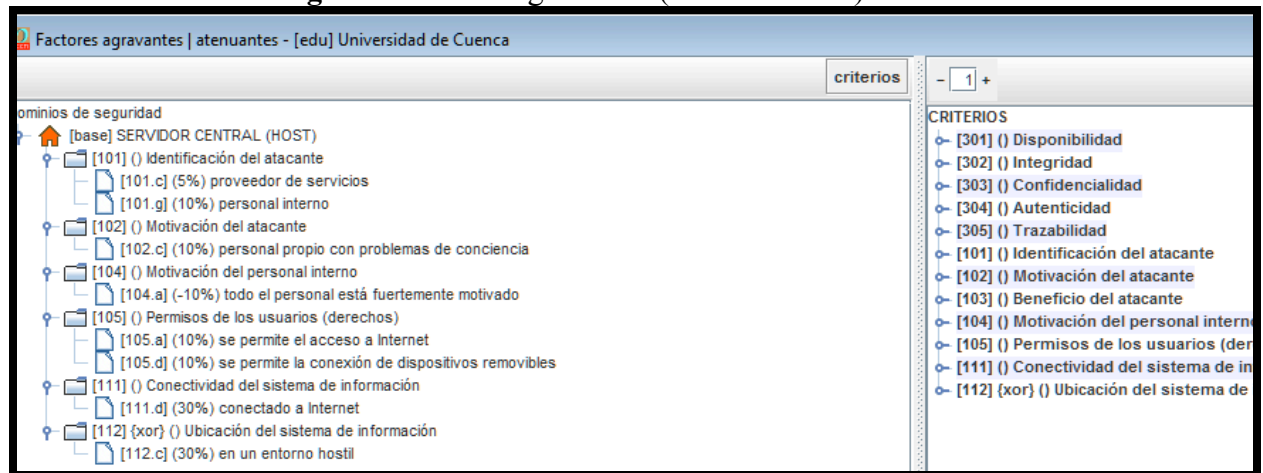 Factores agravantes | atenuantes - [edu] Universidad de Cuenca
criterios
- 1 +
ominios de seguridad
[base] SERVIDOR CENTRAL (HOST)
[101] () Identificación del atacante
[101.c] (5%) proveedor de servicios
[101.g] (10%) personal interno
[102] () Motivación del atacante
[102.c] (10%) personal propio con problemas de conciencia
[104] () Motivación del personal interno
[104.a] (-10%) todo el personal está fuertemente motivado
[105] () Permisos de los usuarios (derechos)
[105.a] (10%) se permite el acceso a Internet
[105.d] (10%) se permite la conexión de dispositivos removibles
[111] () Conectividad del sistema de información
[111.d] (30%) conectado a Internet
[112] {xor} () Ubicación del sistema de información
[112.c] (30%) en un entorno hostil
CRITERIOS
[301] () Disponibilidad
[302] () Integridad
[303] () Confidencialidad
[304] () Autenticidad
[305] () Trazabilidad
[101] () Identificación del atacante
[102] () Motivación del atacante
[103] () Beneficio del atacante
[104] () Motivación del personal intern
[105] () Permisos de los usuarios (der
[111] () Conectividad del sistema de in
[112] {xor} () Ubicación del sistema de